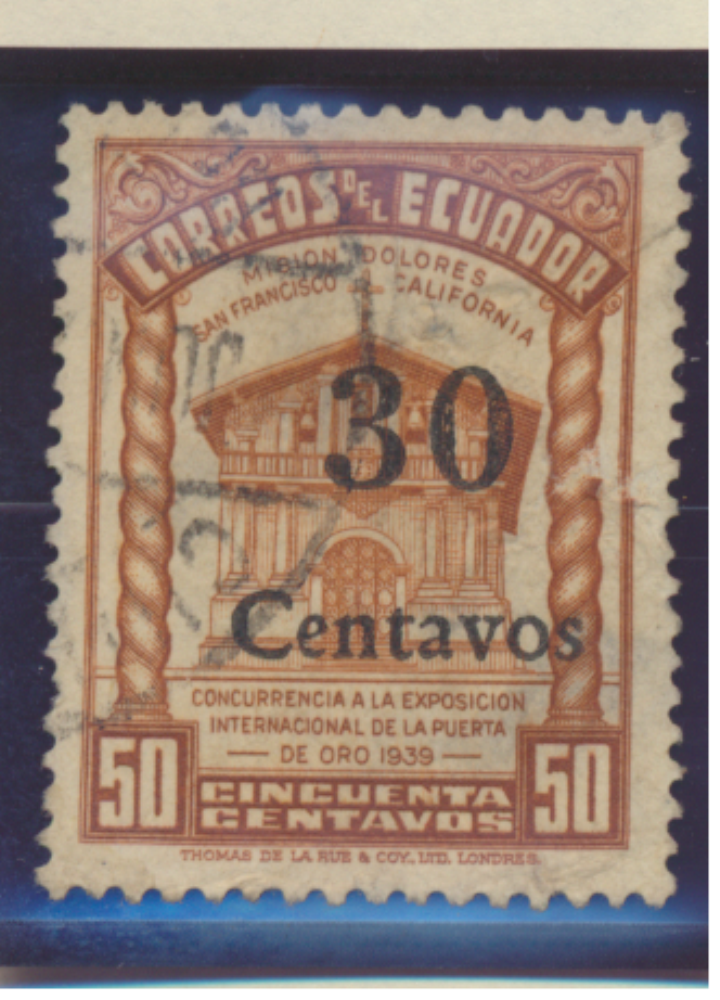 CORREOS DEL ECUADOR
MISION DOLORES
SAN FRANCISCO CALIFORNIA
30
Centavos
CONCURRENCIA A LA EXPOSICION
INTERNACIONAL DE LA PUERTA
— DE ORO 1939 —
50 CINCUENTA 50
CENTAVOS
THOMAS DE LA RUE & COY., LTD. LONDRES.